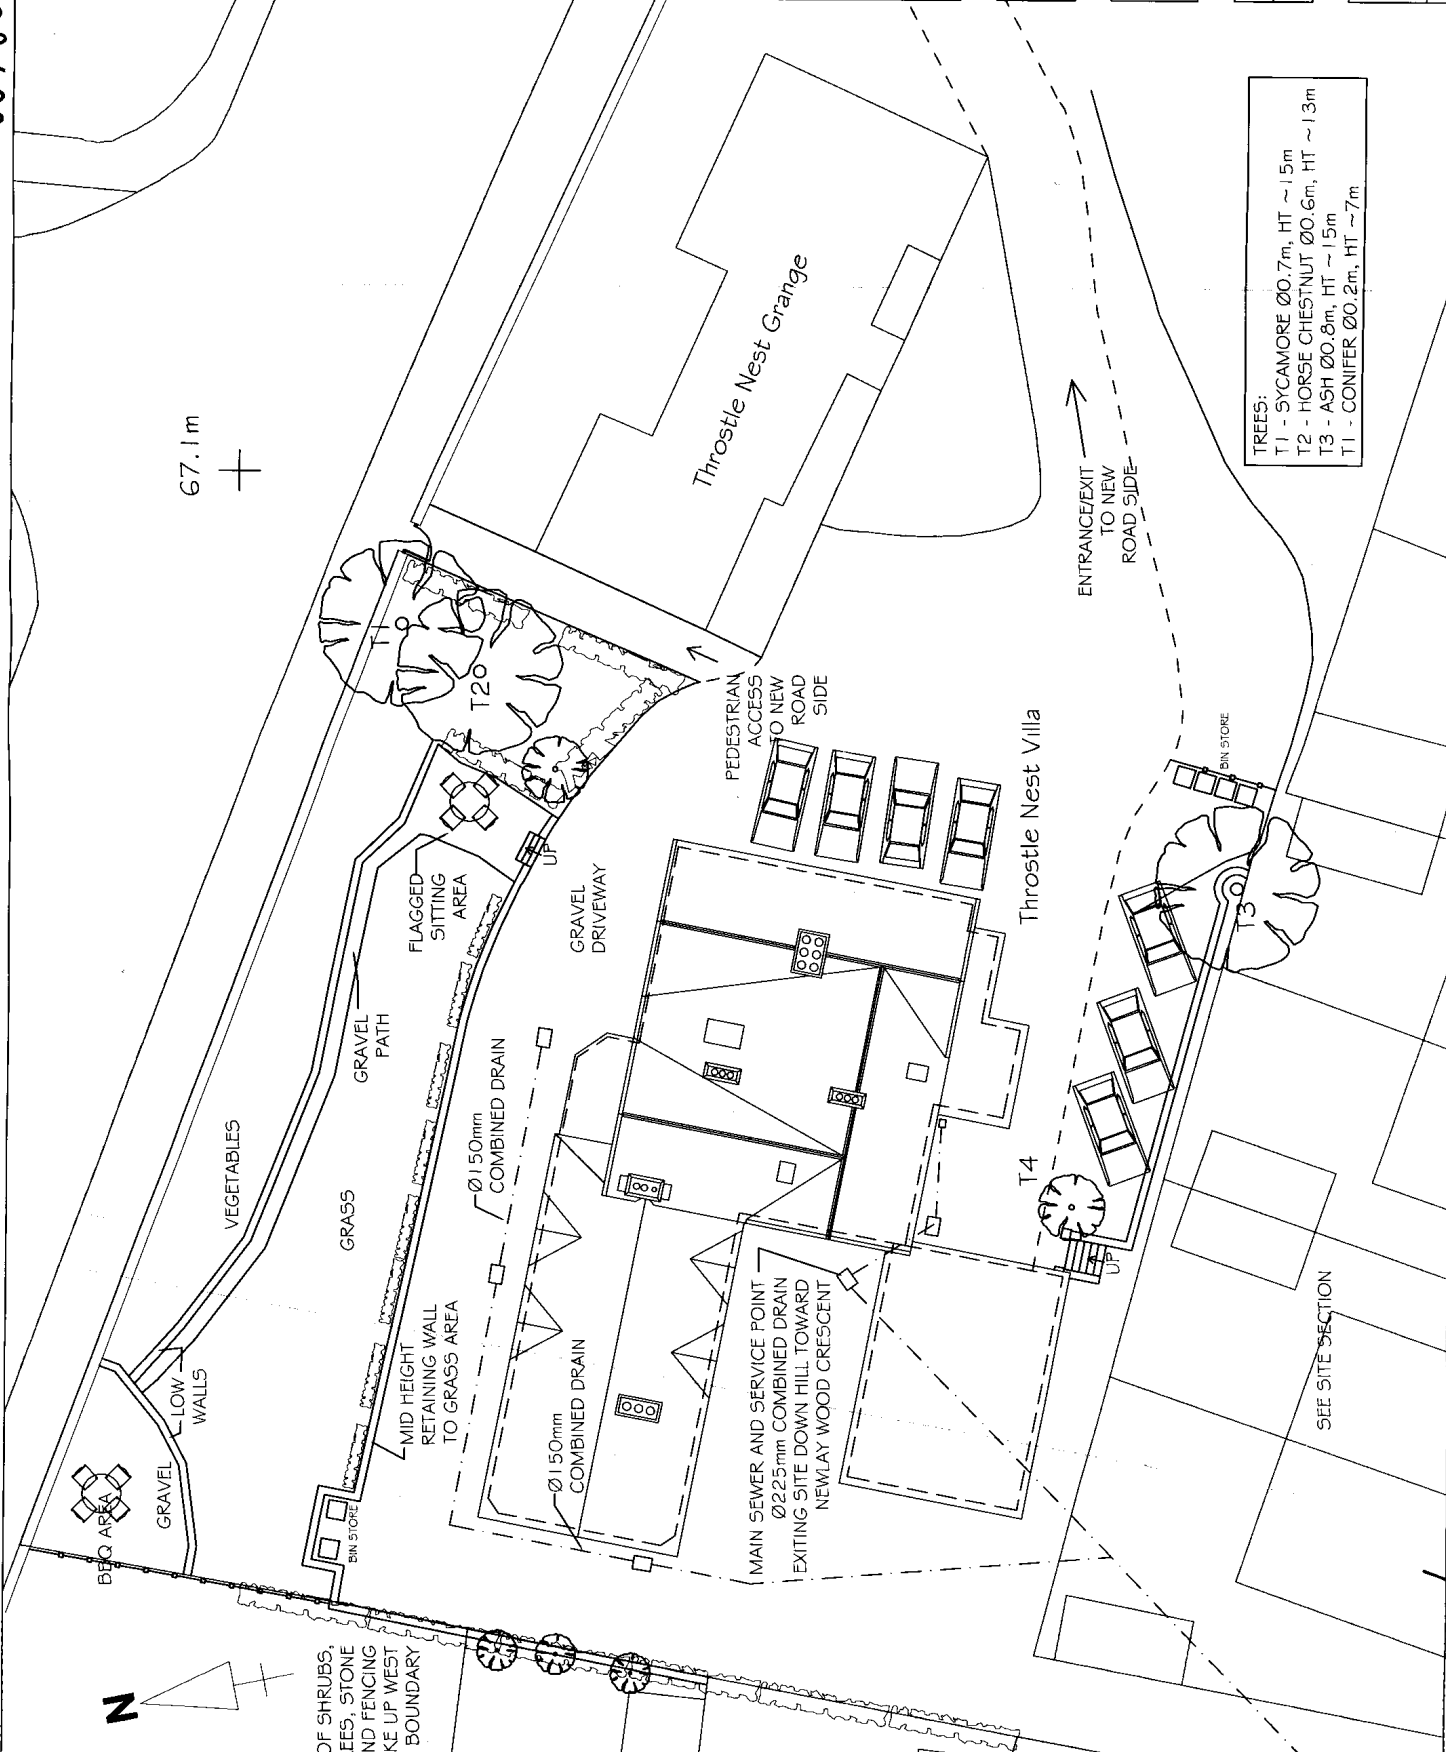 67.1m
Throstle Nest Grange
TREES:
T1 - SYCAMORE Ø0.7m, HT ~15m
T2 - HORSE CHESTNUT Ø0.6m, HT ~13m
T3 - ASH Ø0.8m, HT ~15m
T1 - CONIFER Ø0.2m, HT ~7m
ENTRANCE/EXIT
TO NEW
ROAD SIDE
T1
T2
PEDESTRIAN
ACCESS
TO NEW
ROAD
SIDE
Throstle Nest Villa
BIN STORE
T3
T4
UP
UP
FLAGGED
SITTING
AREA
GRAVEL
DRIVEWAY
GRAVEL
PATH
VEGETABLES
GRASS
Ø150mm
COMBINED DRAIN
MID HEIGHT
RETAINING WALL
TO GRASS AREA
LOW
WALLS
GRAVEL
BBQ AREA
BIN STORE
Ø150mm
COMBINED DRAIN
MAIN SEWER AND SERVICE POINT
Ø225mm COMBINED DRAIN
EXITING SITE DOWN HILL TOWARD
NEWLAY WOOD CRESCENT
SEE SITE SECTION
N
OF SHRUBS,
STONE
FENCING
UP WEST
BOUNDARY